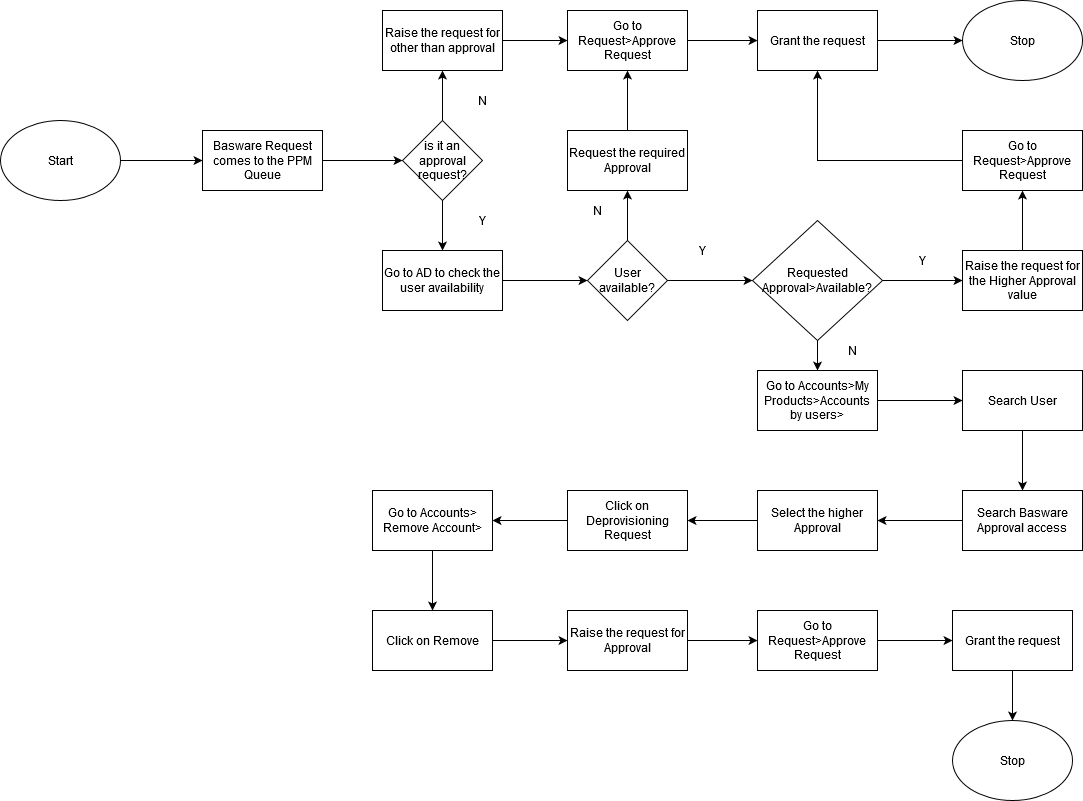 Raise the request for
other than approval
Go to
Request>Approve
Request
Grant the request
Stop
N
Start
Basware Request
comes to the PPM
Queue
is it an
approval
request?
Request the required
Approval
Go to
Request>Approve
Request
Y
N
Go to AD to check the
user availability
User
available?
Y
Requested
Approval>Available?
Y
Raise the request for
the Higher Approval
value
N
Go to Accounts>My
Products>Accounts
by users>
Search User
Go to Accounts>
Remove Account>
Click on
Deprovisioning
Request
Select the higher
Approval
Search Basware
Approval access
Click on Remove
Raise the request for
Approval
Go to
Request>Approve
Request
Grant the request
Stop